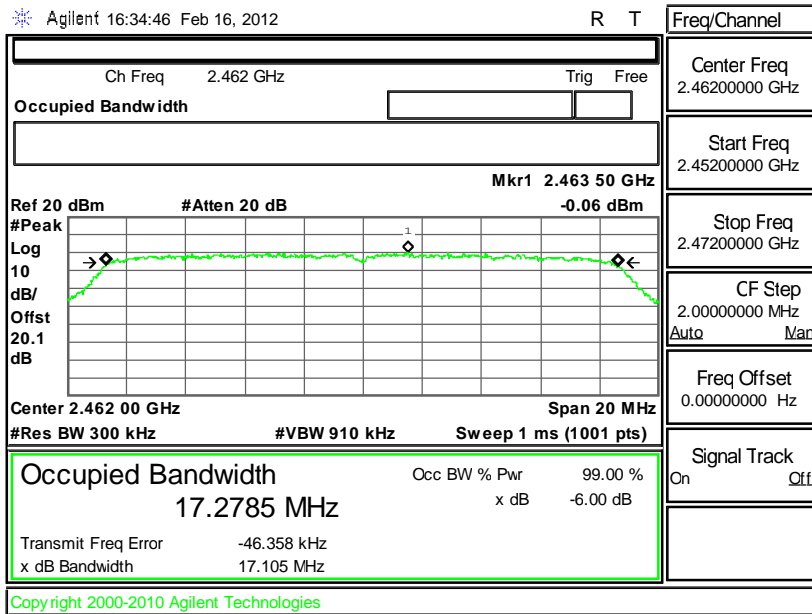 Agilent 16:34:46 Feb 16, 2012 R T
Freq/Channel
Ch Freq 2.462 GHz Trig Free
Occupied Bandwidth
Center Freq
2.46200000 GHz
Start Freq
2.45200000 GHz
Stop Freq
2.47200000 GHz
CF Step
2.00000000 MHz
Auto Man
Freq Offset
0.00000000 Hz
Signal Track
On Off
Mkr1 2.463 50 GHz
Ref 20 dBm #Atten 20 dB -0.06 dBm
#Peak
Log
10
dB/
Offst
20.1
dB
1
Center 2.462 00 GHz Span 20 MHz
#Res BW 300 kHz #VBW 910 kHz Sweep 1 ms (1001 pts)
Occupied Bandwidth
17.2785 MHz
Occ BW % Pwr 99.00 %
x dB -6.00 dB
Transmit Freq Error -46.358 kHz
x dB Bandwidth 17.105 MHz
Copyright 2000-2010 Agilent Technologies